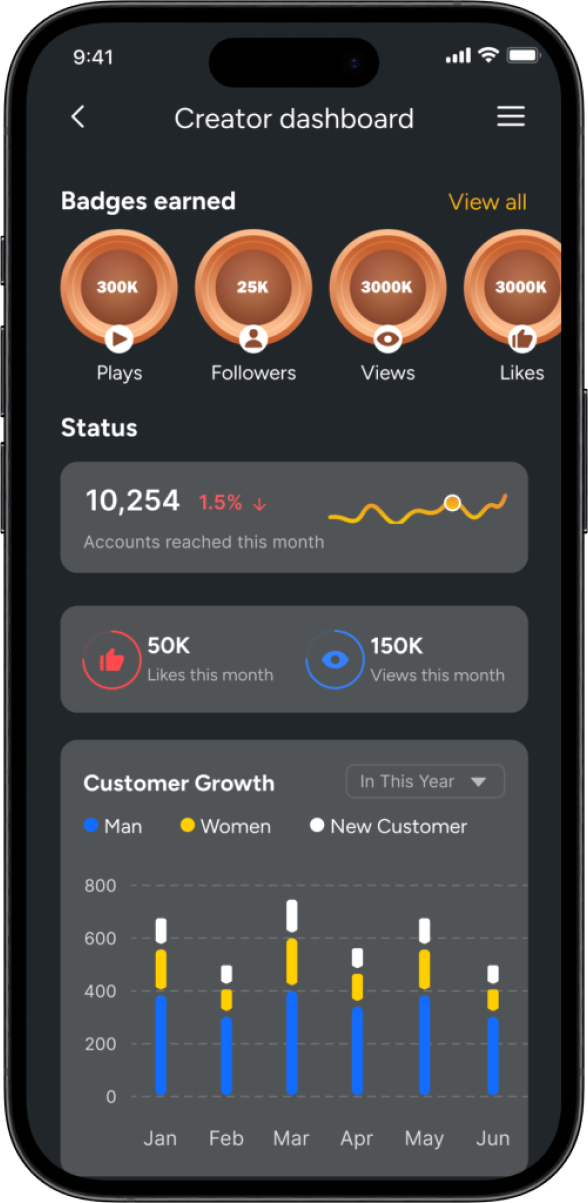 9:41
Creator dashboard
Badges earned View all
300K 25K 3000K 3000K
Plays Followers Views Likes
Status
10,254 1.5% ↓
Accounts reached this month
50K 150K
Likes this month Views this month
Customer Growth In This Year
Man Women New Customer
800
600
400
200
0
Jan Feb Mar Apr May Jun